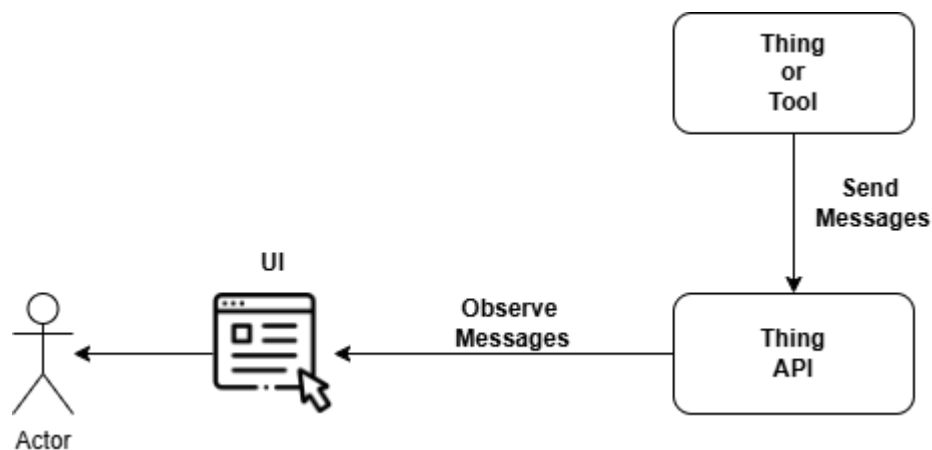 Thing
or
Tool
Send
Messages
UI
Observe
Messages
Thing
API
Actor